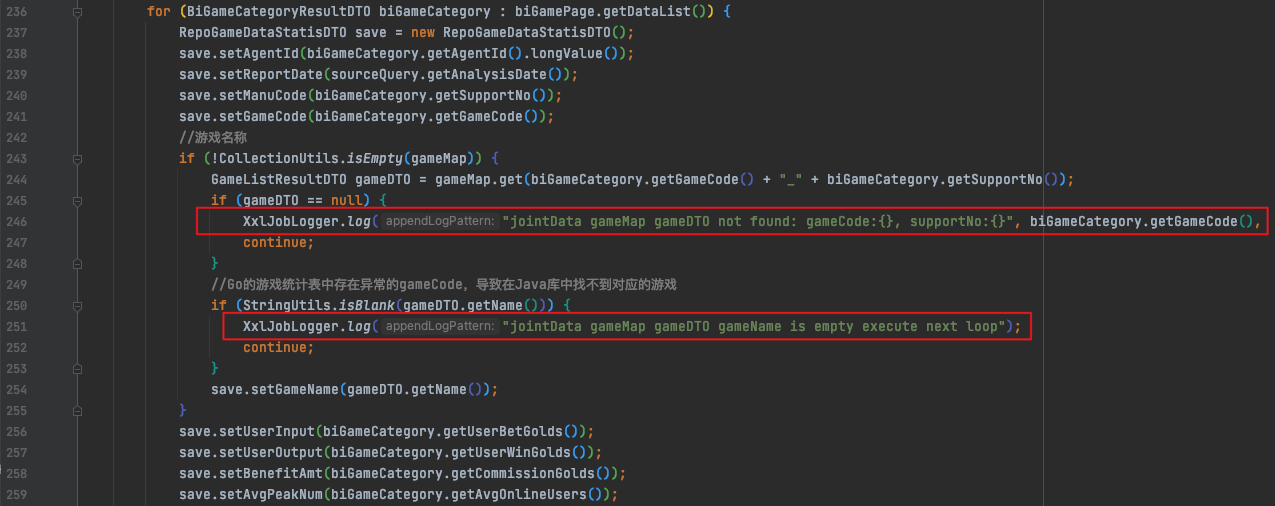 236 for (BiGameCategoryResultDTO biGameCategory : biGamePage.getDataList()) {
237 RepoGameDataStatisDTO save = new RepoGameDataStatisDTO();
238 save.setAgentId(biGameCategory.getAgentId().longValue());
239 save.setReportDate(sourceQuery.getAnalysisDate());
240 save.setManuCode(biGameCategory.getSupportNo());
241 save.setGameCode(biGameCategory.getGameCode());
242 //游戏名称
243 if (!CollectionUtils.isEmpty(gameMap)) {
244 GameListResultDTO gameDTO = gameMap.get(biGameCategory.getGameCode() + "_" + biGameCategory.getSupportNo());
245 if (gameDTO == null) {
246 XxlJobLogger.log( appendLogPattern: "jointData gameMap gameDTO not found: gameCode:{}, supportNo:{}", biGameCategory.getGameCode(),
247 continue;
248 }
249 //Go的游戏统计表中存在异常的gameCode，导致在Java库中找不到对应的游戏
250 if (StringUtils.isBlank(gameDTO.getName())) {
251 XxlJobLogger.log( appendLogPattern: "jointData gameMap gameDTO gameName is empty execute next loop");
252 continue;
253 }
254 save.setGameName(gameDTO.getName());
255 }
256 save.setUserInput(biGameCategory.getUserBetGolds());
257 save.setUserOutput(biGameCategory.getUserWinGolds());
258 save.setBenefitAmt(biGameCategory.getCommissionGolds());
259 save.setAvgPeakNum(biGameCategory.getAvgOnlineUsers());